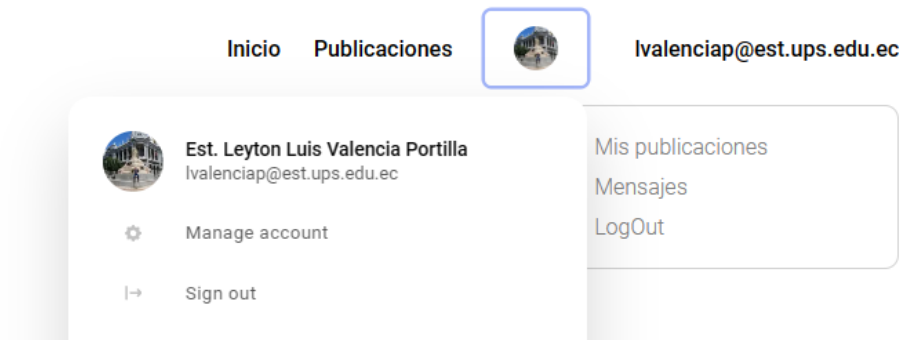 Inicio Publicaciones lvalenciap@est.ups.edu.ec
Est. Leyton Luis Valencia Portilla
lvalenciap@est.ups.edu.ec
Manage account
Sign out
Mis publicaciones
Mensajes
LogOut